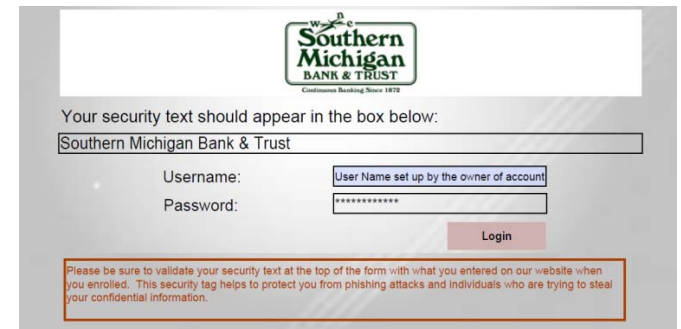 w n e
Southern
Michigan
BANK & TRUST
Continuous Banking Since 1872
Your security text should appear in the box below:
Southern Michigan Bank & Trust
Username: User Name set up by the owner of account
Password: ************
Login
Please be sure to validate your security text at the top of the form with what you entered on our website when
you enrolled. This security tag helps to protect you from phishing attacks and individuals who are trying to steal
your confidential information.